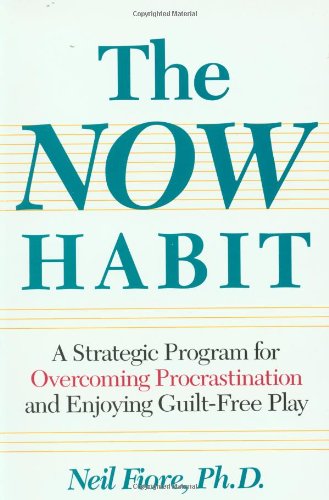 The
NOW
HABIT
A Strategic Program for
Overcoming Procrastination
and Enjoying Guilt-Free Play
Neil Fiore, Ph.D.